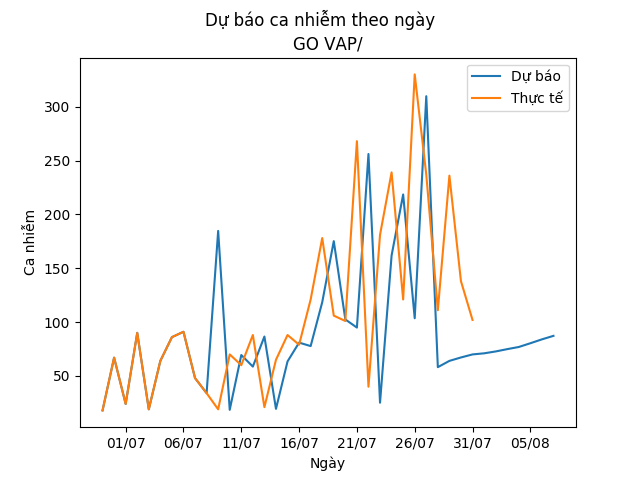 Dự báo ca nhiễm theo ngày
GO VAP/
Dự báo
Thực tế
Ca nhiễm
300
250
200
150
100
50
01/07 06/07 11/07 16/07 21/07 26/07 31/07 05/08
Ngày